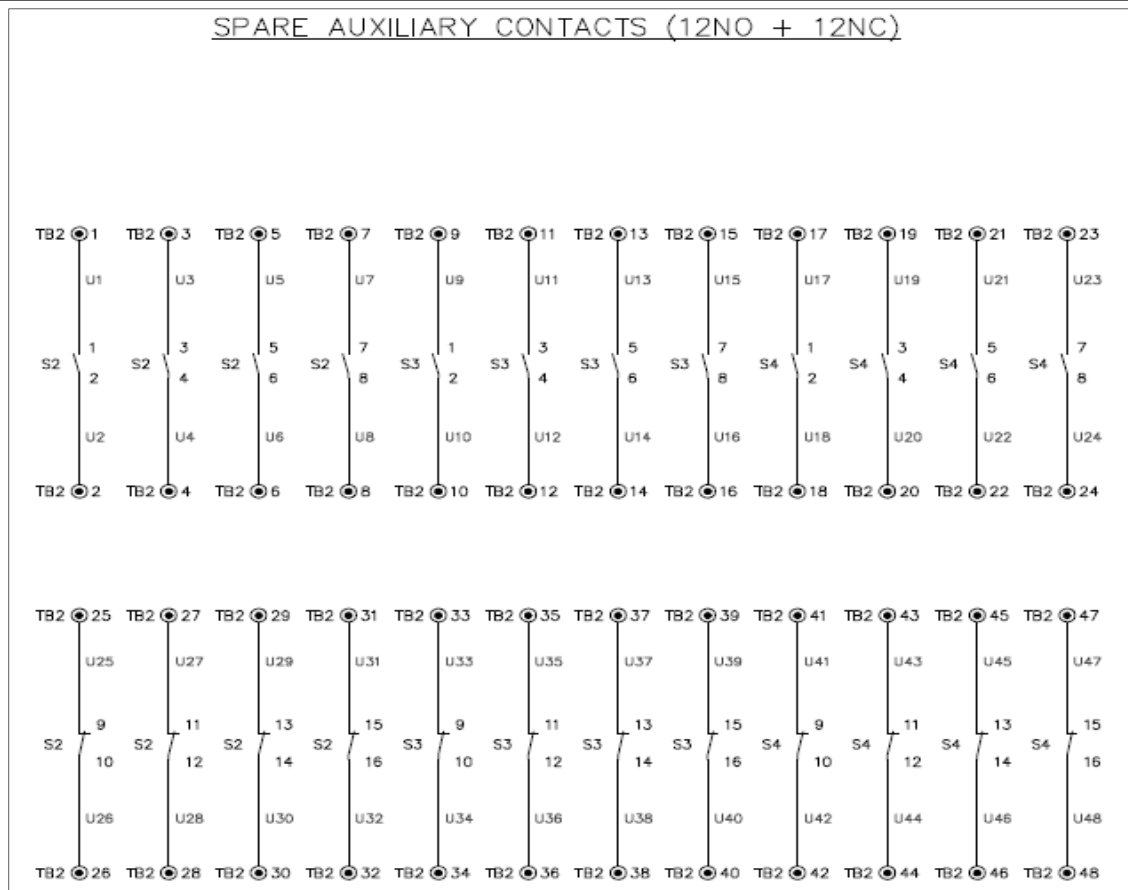 SPARE AUXILIARY CONTACTS (12NO + 12NC)
TB2 1 TB2 3 TB2 5 TB2 7 TB2 9 TB2 11 TB2 13 TB2 15 TB2 17 TB2 19 TB2 21 TB2 23
U1 U3 U5 U7 U9 U11 U13 U15 U17 U19 U21 U23
1 3 5 7 1 3 5 7 1 3 5 7
S2 S2 S2 S2 S3 S3 S3 S3 S4 S4 S4 S4
2 4 6 8 2 4 6 8 2 4 6 8
U2 U4 U6 U8 U10 U12 U14 U16 U18 U20 U22 U24
TB2 2 TB2 4 TB2 6 TB2 8 TB2 10 TB2 12 TB2 14 TB2 16 TB2 18 TB2 20 TB2 22 TB2 24
TB2 25 TB2 27 TB2 29 TB2 31 TB2 33 TB2 35 TB2 37 TB2 39 TB2 41 TB2 43 TB2 45 TB2 47
U25 U27 U29 U31 U33 U35 U37 U39 U41 U43 U45 U47
9 11 13 15 9 11 13 15 9 11 13 15
S2 S2 S2 S2 S3 S3 S3 S3 S4 S4 S4 S4
10 12 14 16 10 12 14 16 10 12 14 16
U26 U28 U30 U32 U34 U36 U38 U40 U42 U44 U46 U48
TB2 26 TB2 28 TB2 30 TB2 32 TB2 34 TB2 36 TB2 38 TB2 40 TB2 42 TB2 44 TB2 46 TB2 48